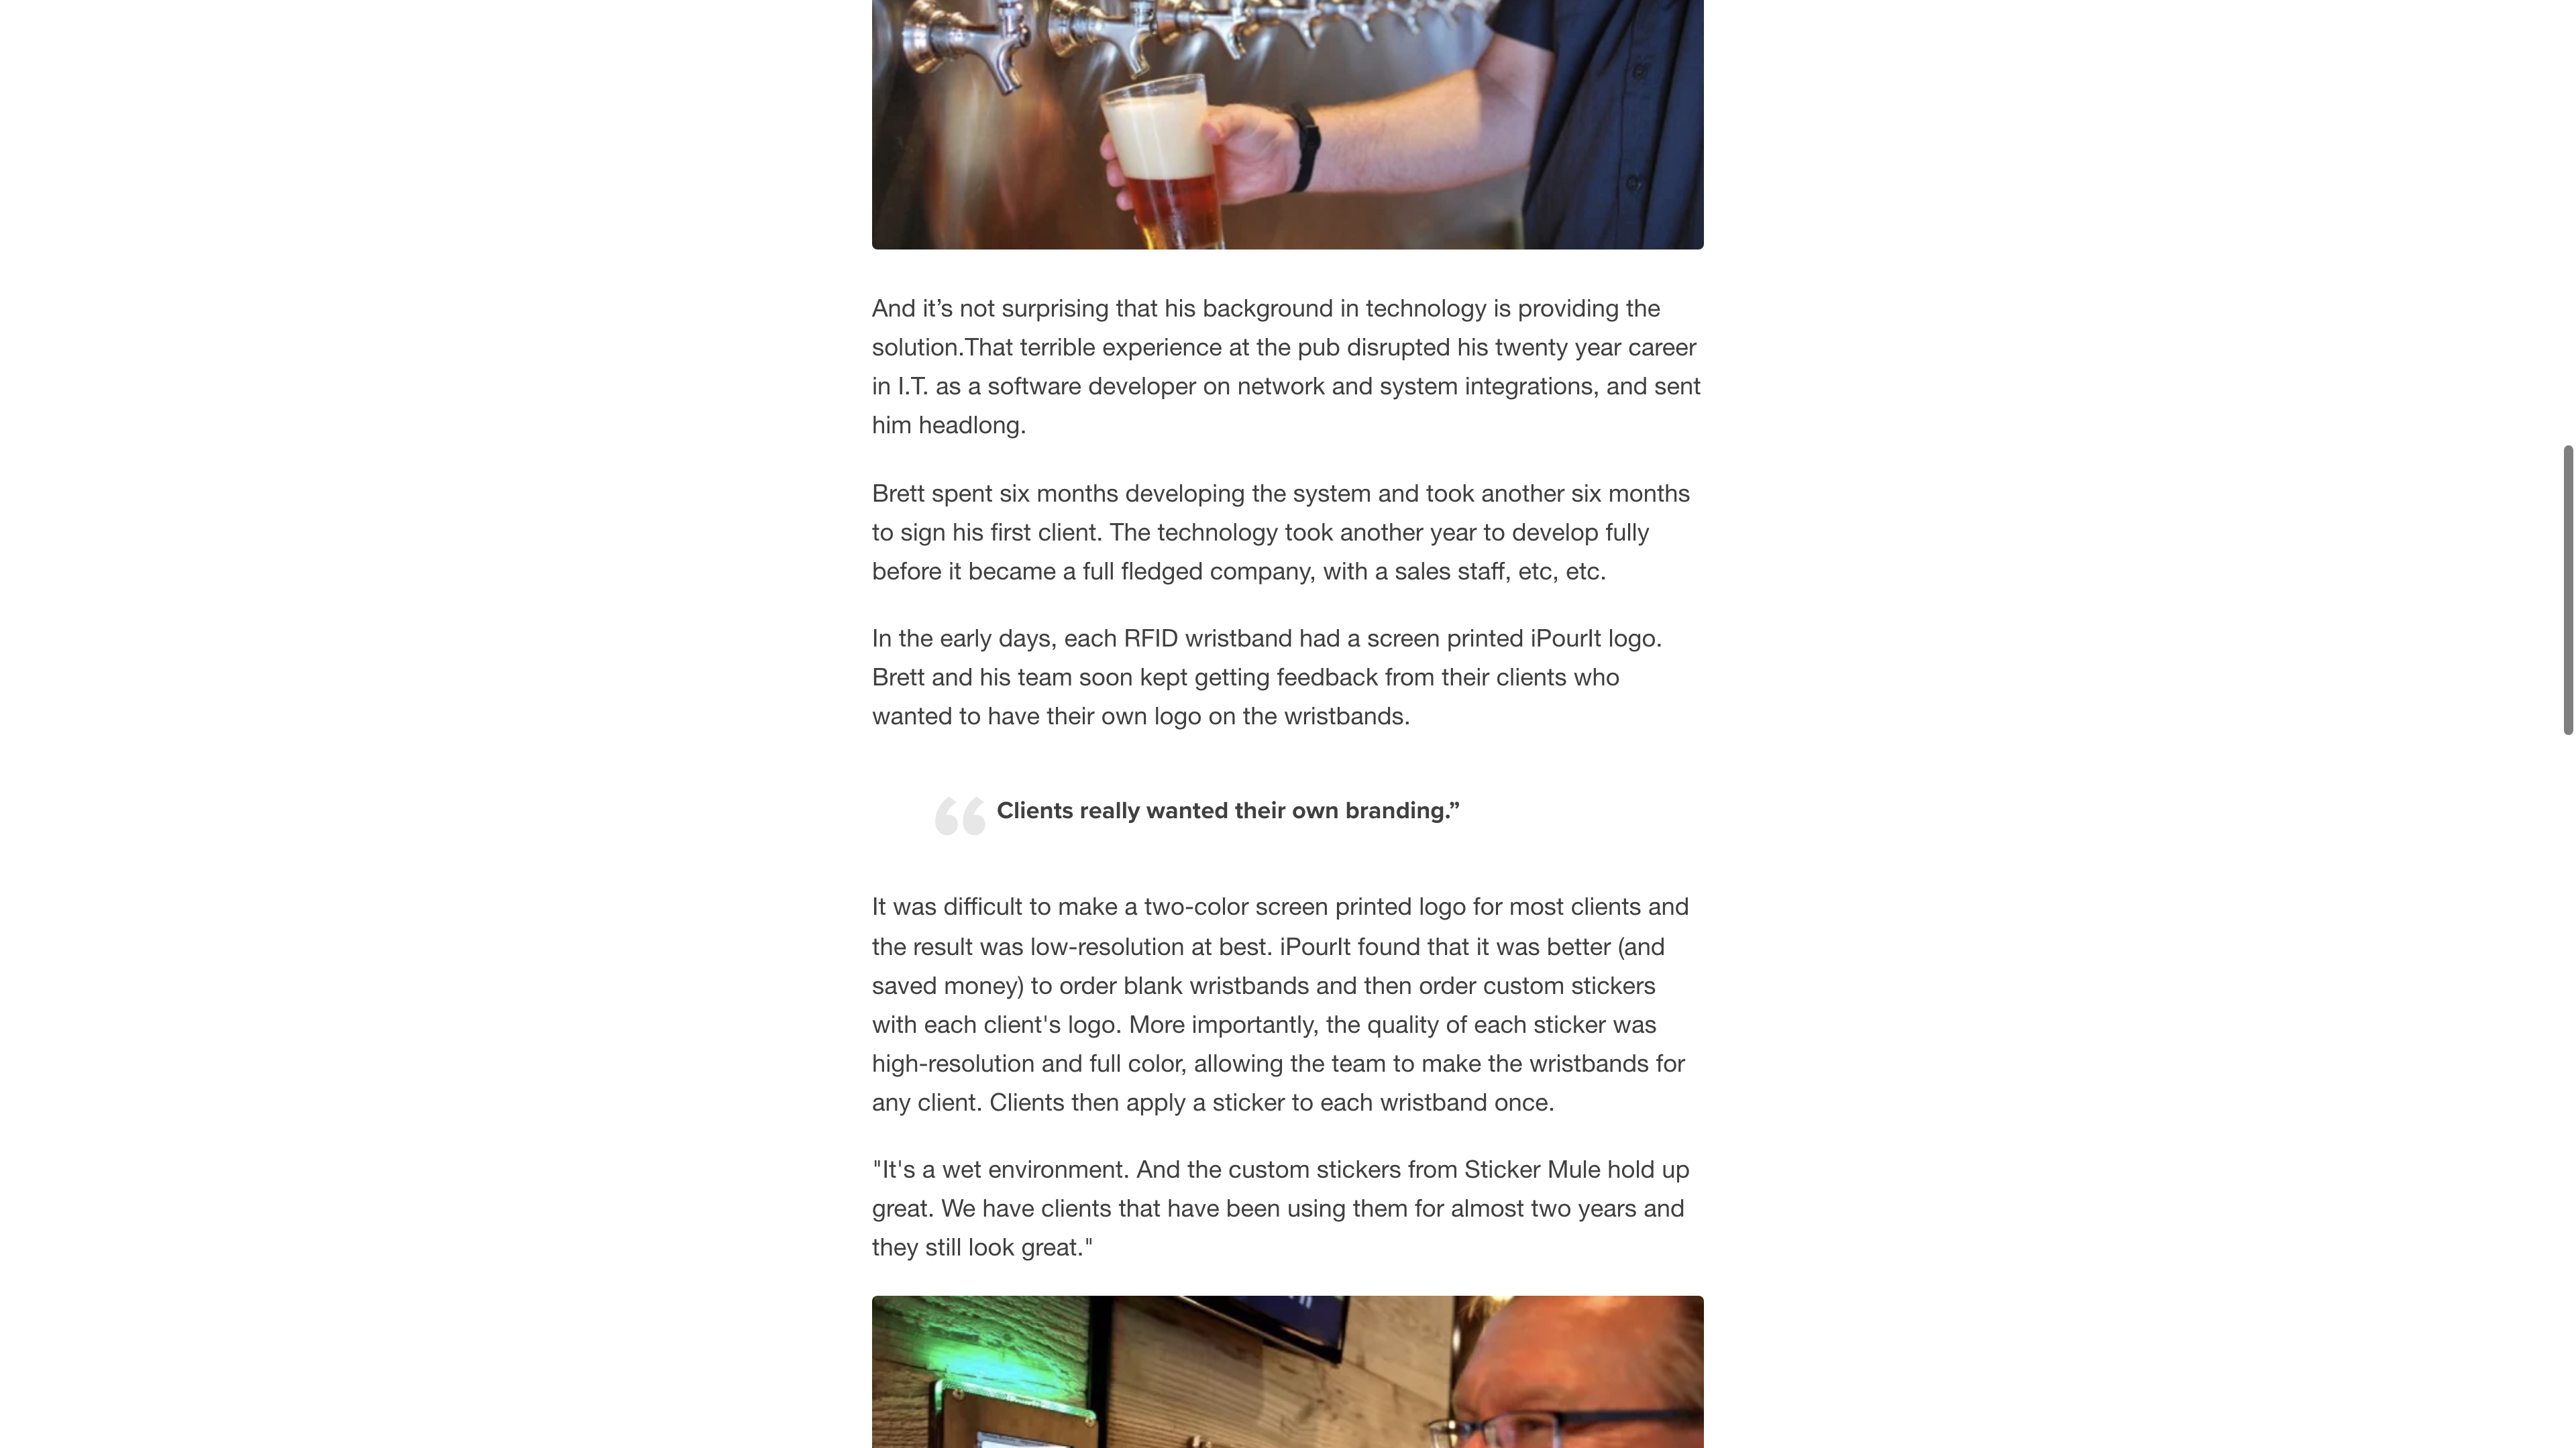 And it’s not surprising that his background in technology is providing the
solution.That terrible experience at the pub disrupted his twenty year career
in I.T. as a software developer on network and system integrations, and sent
him headlong.
Brett spent six months developing the system and took another six months
to sign his first client. The technology took another year to develop fully
before it became a full fledged company, with a sales staff, etc, etc.
In the early days, each RFID wristband had a screen printed iPourIt logo.
Brett and his team soon kept getting feedback from their clients who
wanted to have their own logo on the wristbands.
“ Clients really wanted their own branding.”
It was difficult to make a two-color screen printed logo for most clients and
the result was low-resolution at best. iPourIt found that it was better (and
saved money) to order blank wristbands and then order custom stickers
with each client's logo. More importantly, the quality of each sticker was
high-resolution and full color, allowing the team to make the wristbands for
any client. Clients then apply a sticker to each wristband once.
"It's a wet environment. And the custom stickers from Sticker Mule hold up
great. We have clients that have been using them for almost two years and
they still look great."